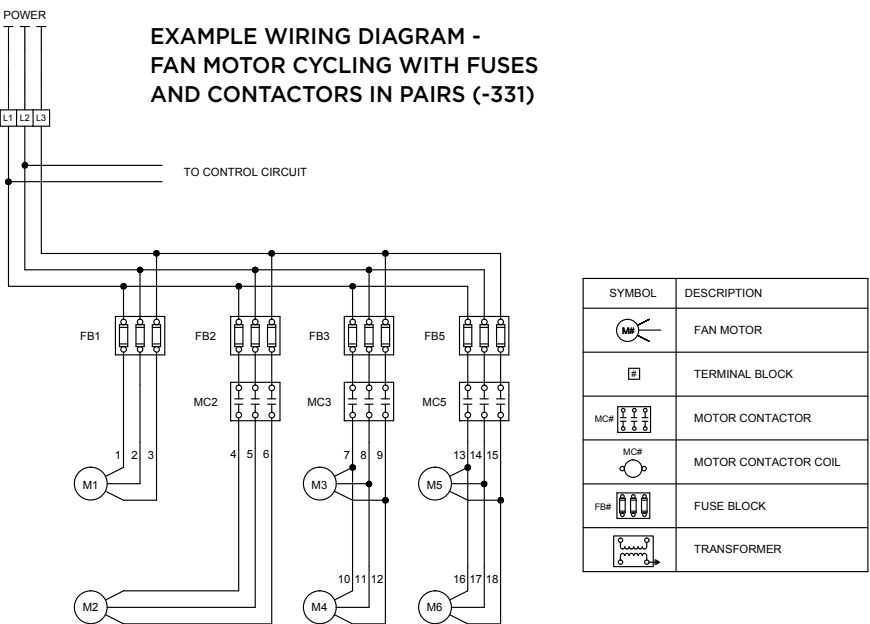 POWER
EXAMPLE WIRING DIAGRAM -
FAN MOTOR CYCLING WITH FUSES
AND CONTACTORS IN PAIRS (-331)
L1 L2 L3
TO CONTROL CIRCUIT
FB1 FB2 FB3 FB5
MC2 MC3 MC5
1 2 3 4 5 6 7 8 9 13 14 15
M1 M3 M5
10 11 12 16 17 18
M2 M4 M6
SYMBOL DESCRIPTION
M# FAN MOTOR
# TERMINAL BLOCK
MC# MOTOR CONTACTOR
MC# MOTOR CONTACTOR COIL
FB# FUSE BLOCK
TRANSFORMER